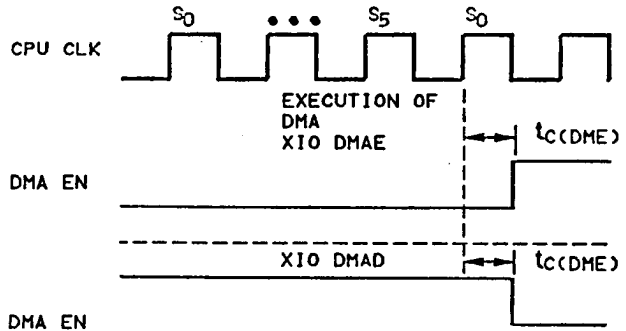 S0 ••• S5 S0
CPU CLK
EXECUTION OF
DMA
XIO DMAE
tC(DME)
DMA EN
XIO DMAD
tC(DME)
DMA EN